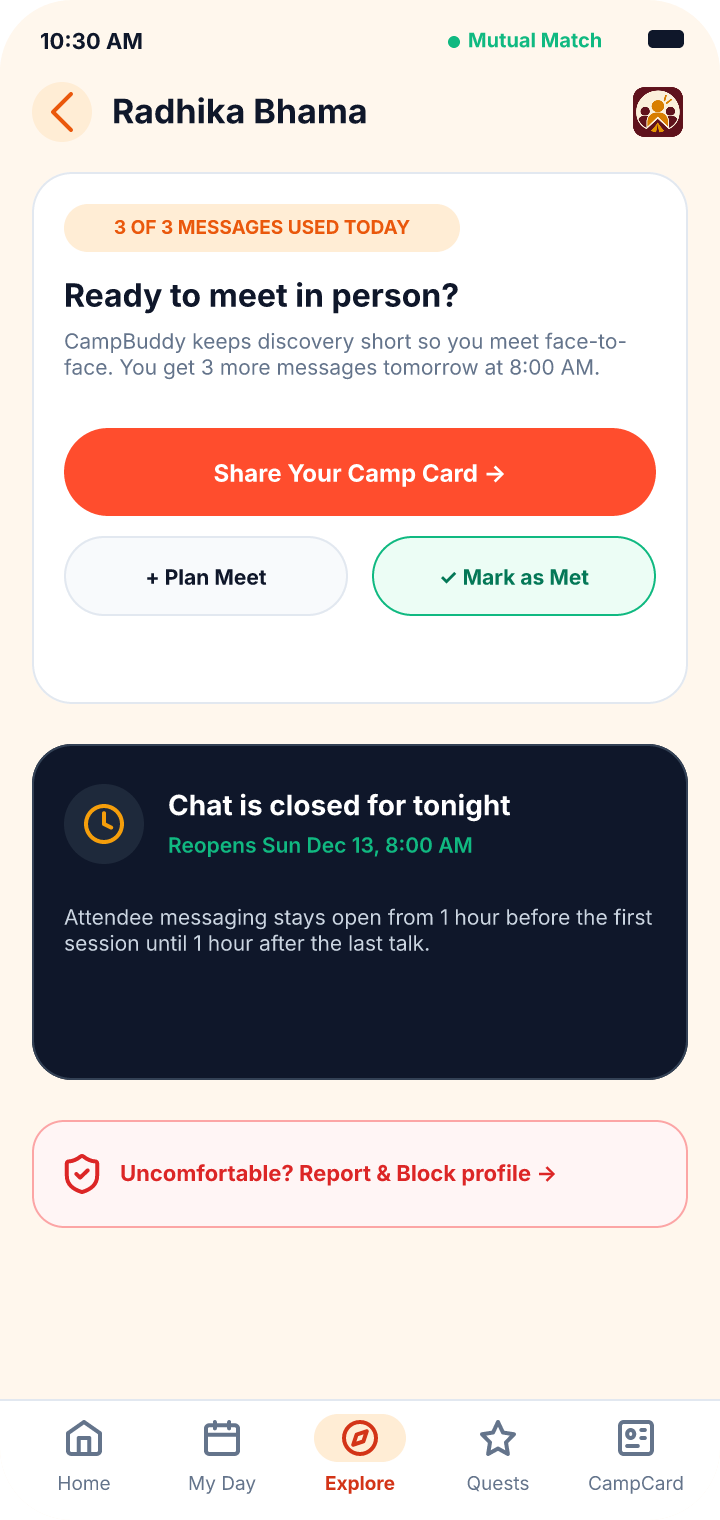 10:30 AM
Mutual Match
Radhika Bhama
3 OF 3 MESSAGES USED TODAY
Ready to meet in person?
CampBuddy keeps discovery short so you meet face-to-
face. You get 3 more messages tomorrow at 8:00 AM.
Share Your Camp Card →
+ Plan Meet
✓ Mark as Met
Chat is closed for tonight
Reopens Sun Dec 13, 8:00 AM
Attendee messaging stays open from 1 hour before the first
session until 1 hour after the last talk.
Uncomfortable? Report & Block profile →
Home
My Day
Explore
Quests
CampCard